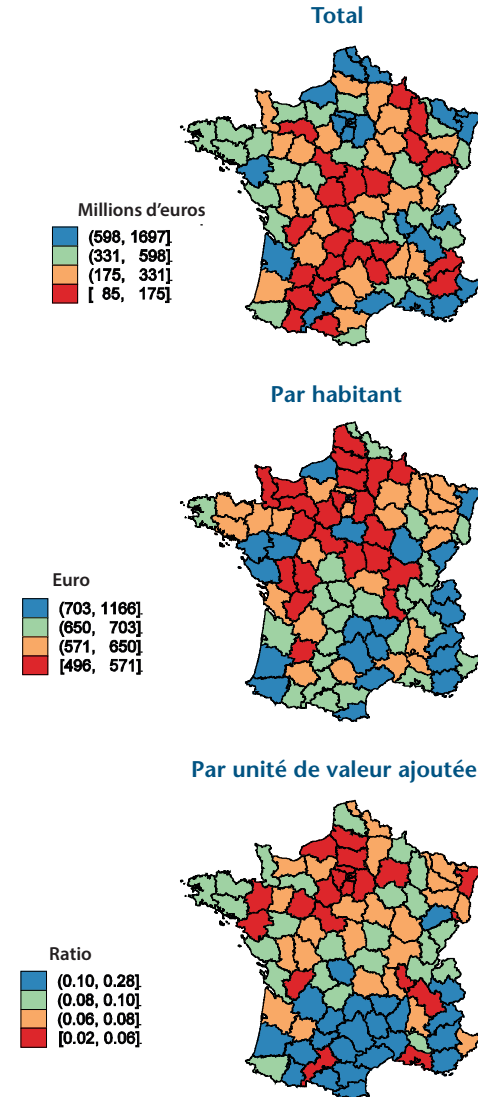 Total
Millions d'euros
(598, 1697]
(331, 598]
(175, 331]
[ 85, 175]
Par habitant
Euro
(703, 1166]
(650, 703]
(571, 650]
[496, 571]
Par unité de valeur ajoutée
Ratio
(0.10, 0.28]
(0.08, 0.10]
(0.06, 0.08]
[0.02, 0.06]